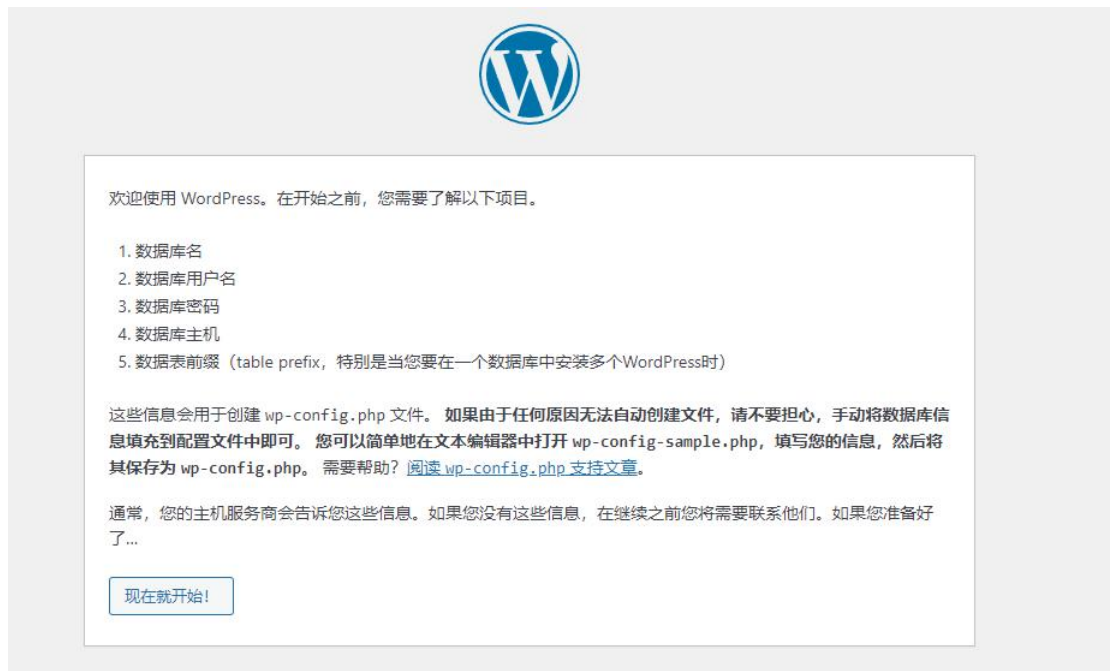 欢迎使用 WordPress。在开始之前，您需要了解以下项目。
1. 数据库名
2. 数据库用户名
3. 数据库密码
4. 数据库主机
5. 数据表前缀（table prefix，特别是当您要在一个数据库中安装多个WordPress时）
这些信息会用于创建 wp-config.php 文件。 如果由于任何原因无法自动创建文件，请不要担心，手动将数据库信
息填充到配置文件中即可。 您可以简单地在文本编辑器中打开 wp-config-sample.php，填写您的信息，然后将
其保存为 wp-config.php。 需要帮助？阅读 wp-config.php 支持文章。
通常，您的主机服务商会告诉您这些信息。如果您没有这些信息，在继续之前您将需要联系他们。如果您准备好
了…
现在就开始！